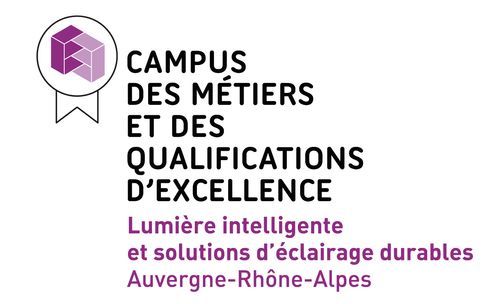 CAMPUS
DES MÉTIERS
ET DES
QUALIFICATIONS
D'EXCELLENCE
Lumière intelligente
et solutions d'éclairage durables
Auvergne-Rhône-Alpes